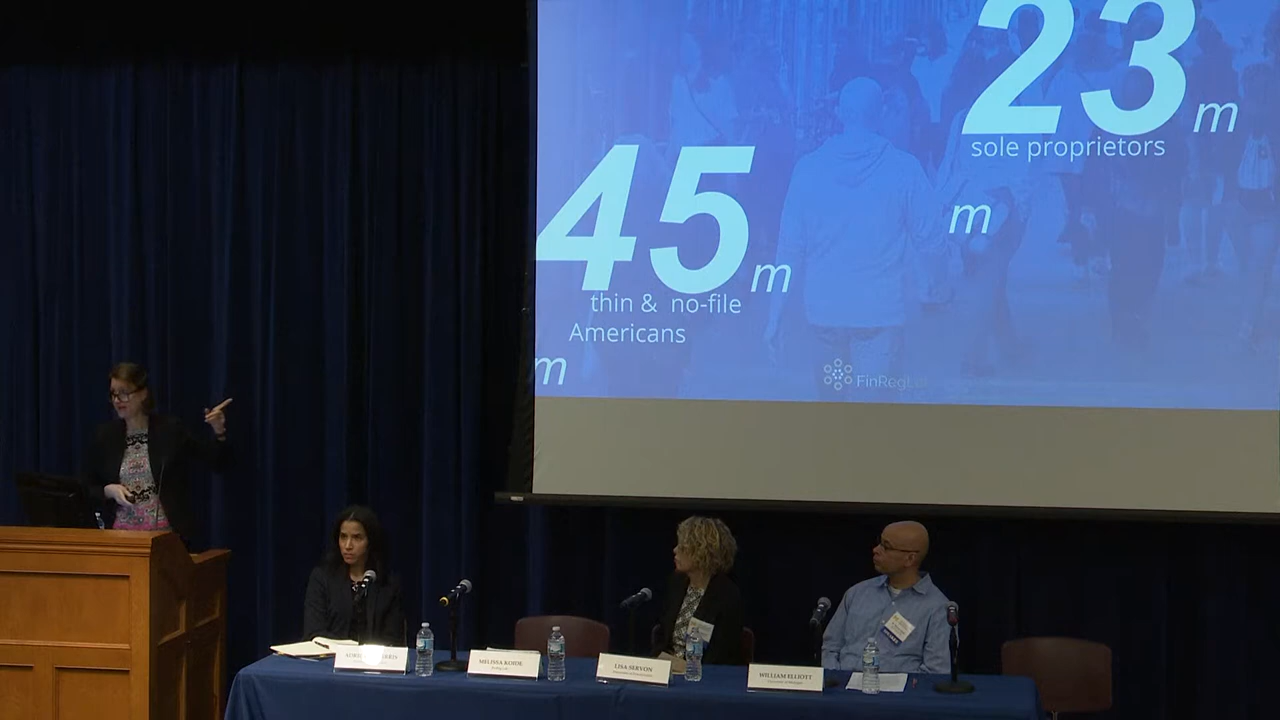 23 m
sole proprietors
m
45 m
thin & no-file
Americans
m
FinRegLab
MELISSA KOIDE
LISA SERVON
WILLIAM ELLIOTT